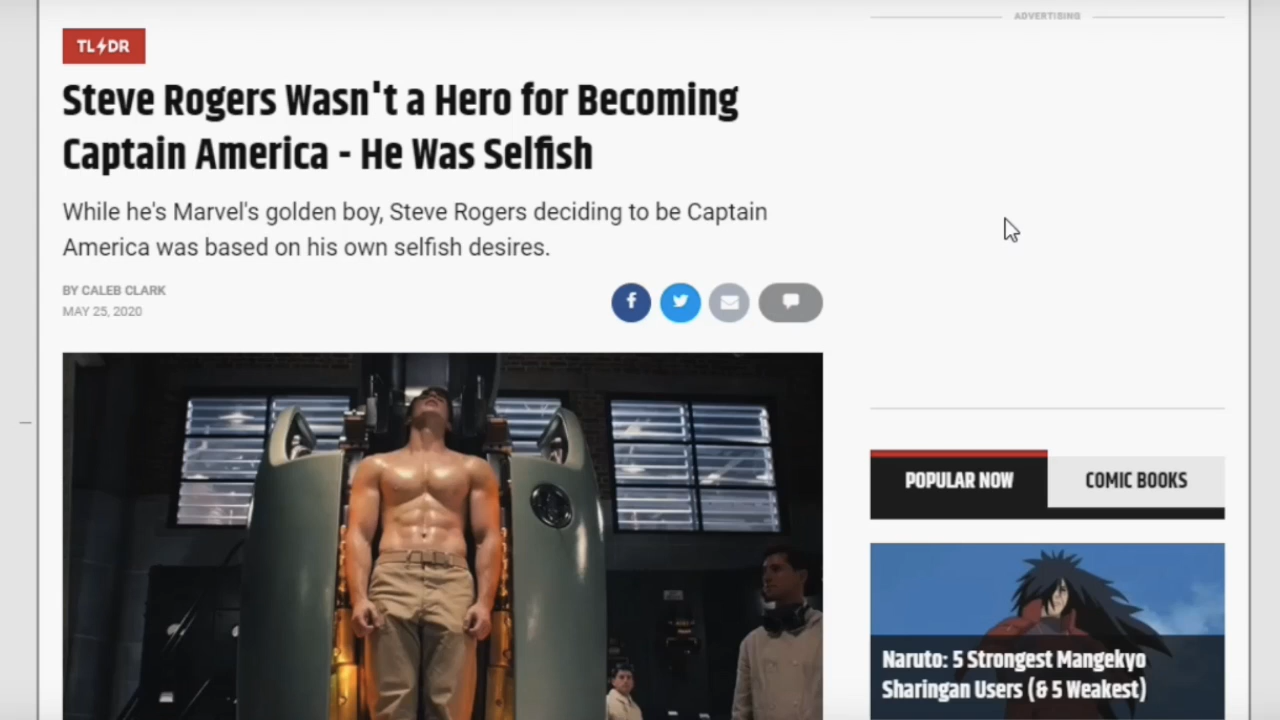 ADVERTISING
TL DR
Steve Rogers Wasn't a Hero for Becoming
Captain America - He Was Selfish
While he's Marvel's golden boy, Steve Rogers deciding to be Captain
America was based on his own selfish desires.
BY CALEB CLARK
MAY 25, 2020
POPULAR NOW
COMIC BOOKS
Naruto: 5 Strongest Mangekyo
Sharingan Users (& 5 Weakest)